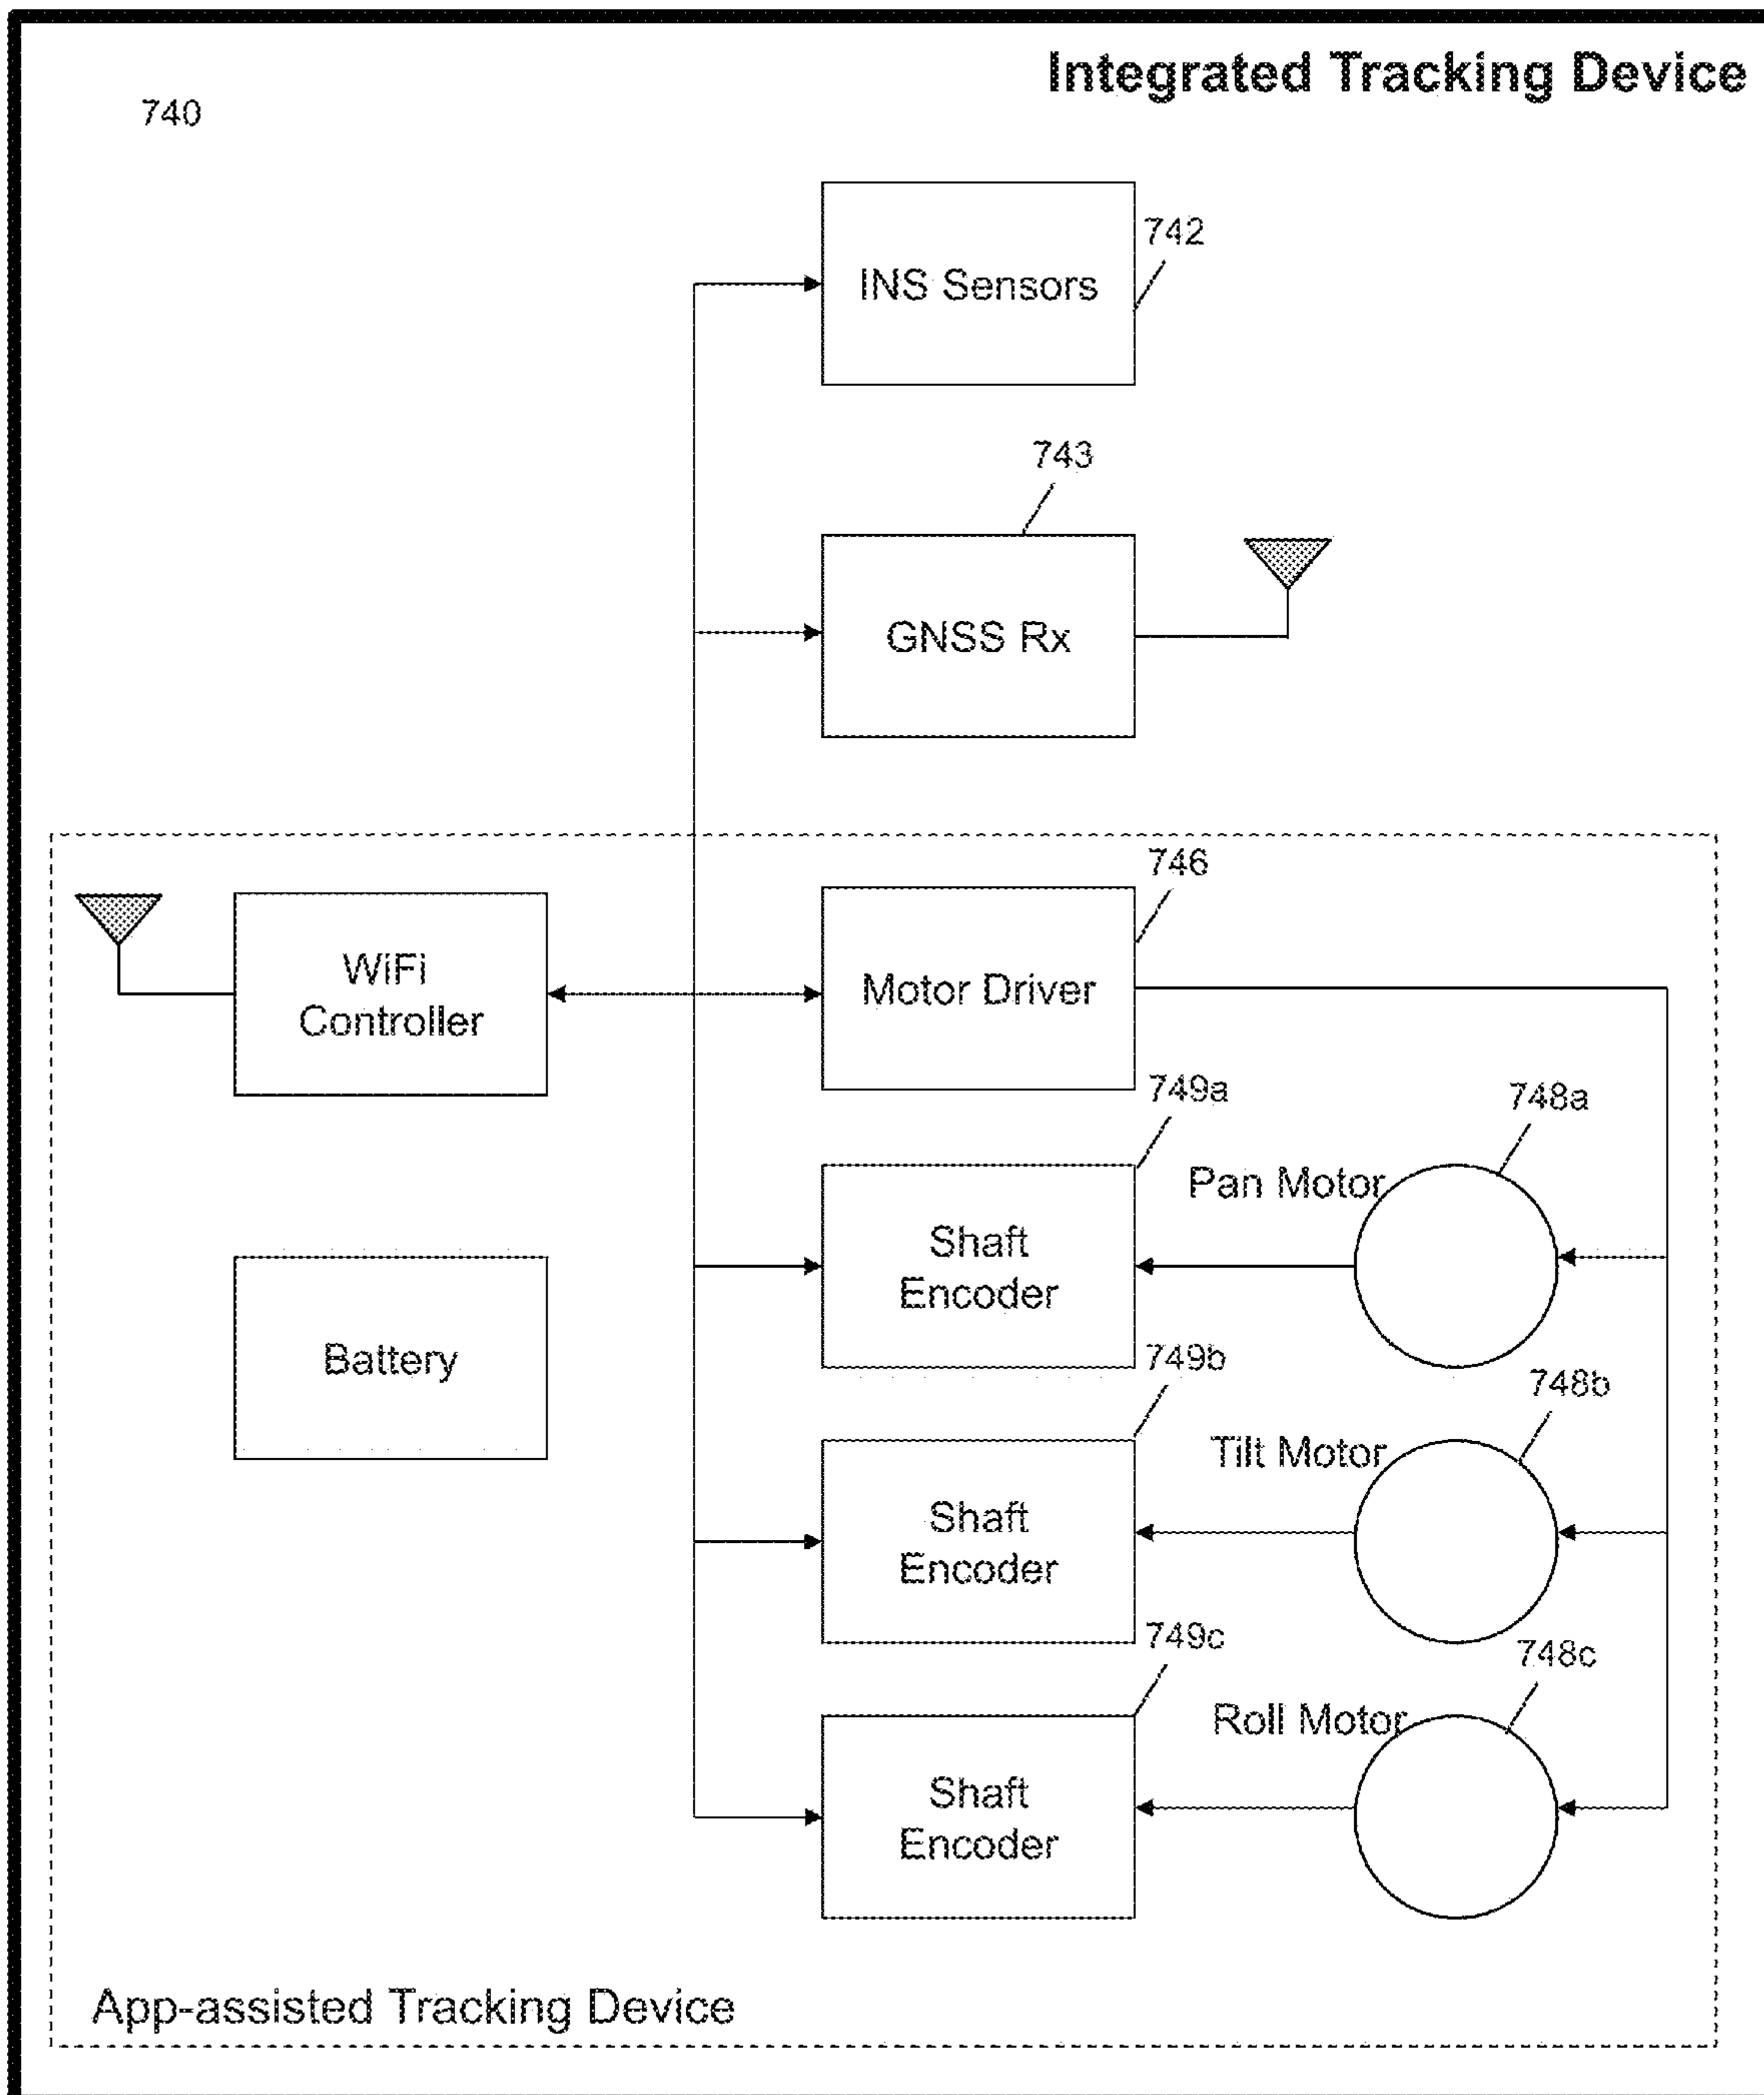 Integrated Tracking Device
740
742
INS Sensors
743
GNSS Rx
746
WiFi
Controller
Motor Driver
749a
748a
Pan Motor
Shaft
Encoder
Battery
749b
748b
Tilt Motor
Shaft
Encoder
749c
748c
Roll Motor
Shaft
Encoder
App-assisted Tracking Device